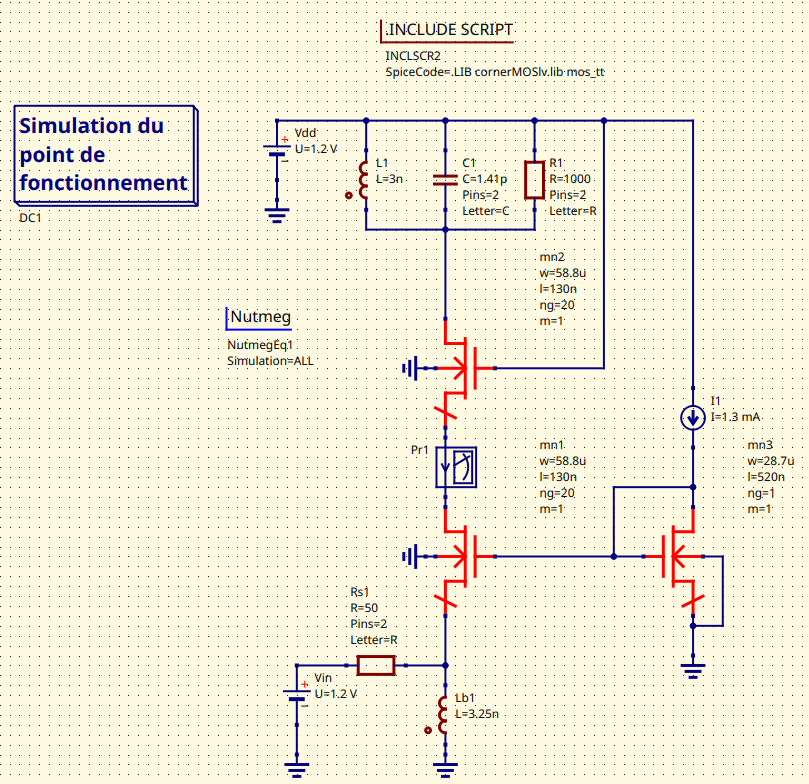 .INCLUDE SCRIPT
INCLSCR2
SpiceCode=.LIB cornerMOSlv.lib mos_tt
Simulation du
point de
fonctionnement
DC1
Vdd
U=1.2 V
L1
L=3n
C1
C=1.41p
Pins=2
Letter=C
R1
R=1000
Pins=2
Letter=R
mn2
w=58.8u
l=130n
ng=20
m=1
Nutmeg
NutmegEq1
Simulation=ALL
I1
I=1.3 mA
Pr1
mn1
w=58.8u
l=130n
ng=20
m=1
mn3
w=28.7u
l=520n
ng=1
m=1
Rs1
R=50
Pins=2
Letter=R
Vin
U=1.2 V
Lb1
L=3.25n